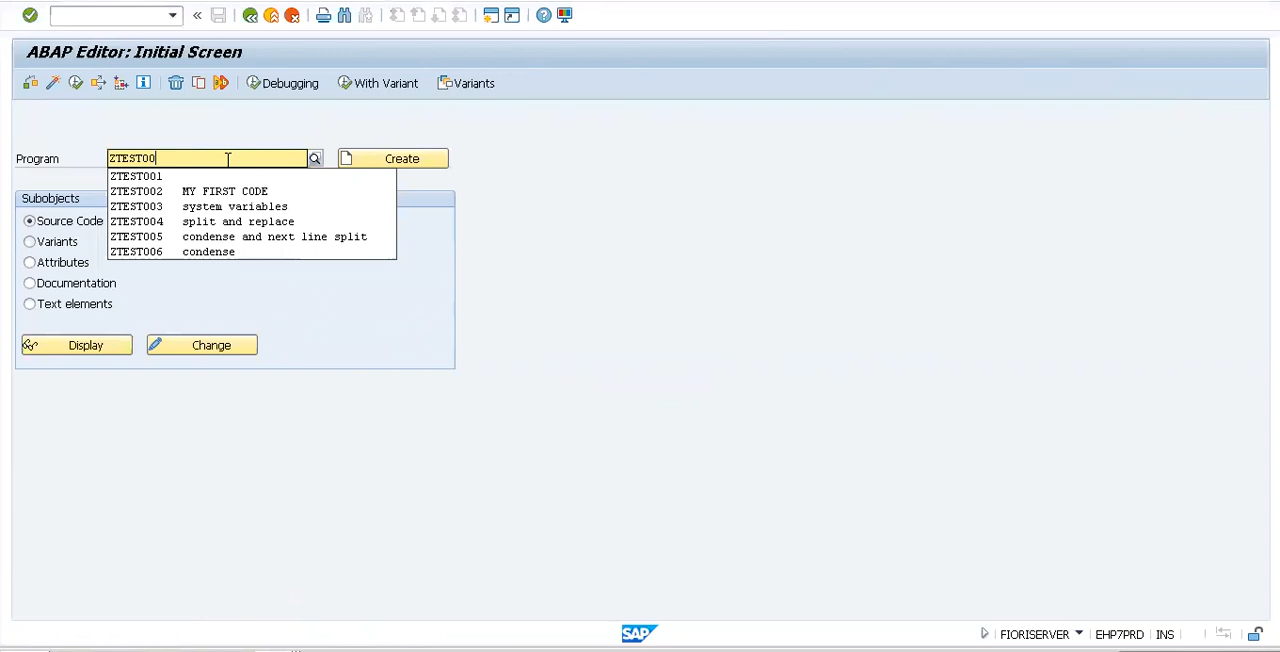 «
ABAP Editor: Initial Screen
Debugging With Variant Variants
Program ZTEST00 Create
ZTEST001
ZTEST002 MY FIRST CODE
ZTEST003 system variables
ZTEST004 split and replace
ZTEST005 condense and next line split
ZTEST006 condense
Subobjects
Source Code
Variants
Attributes
Documentation
Text elements
Display Change
SAP FIORISERVER EHP7PRD INS